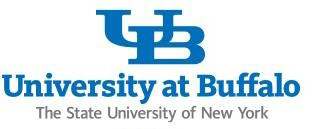 UB
University at Buffalo
The State University of New York